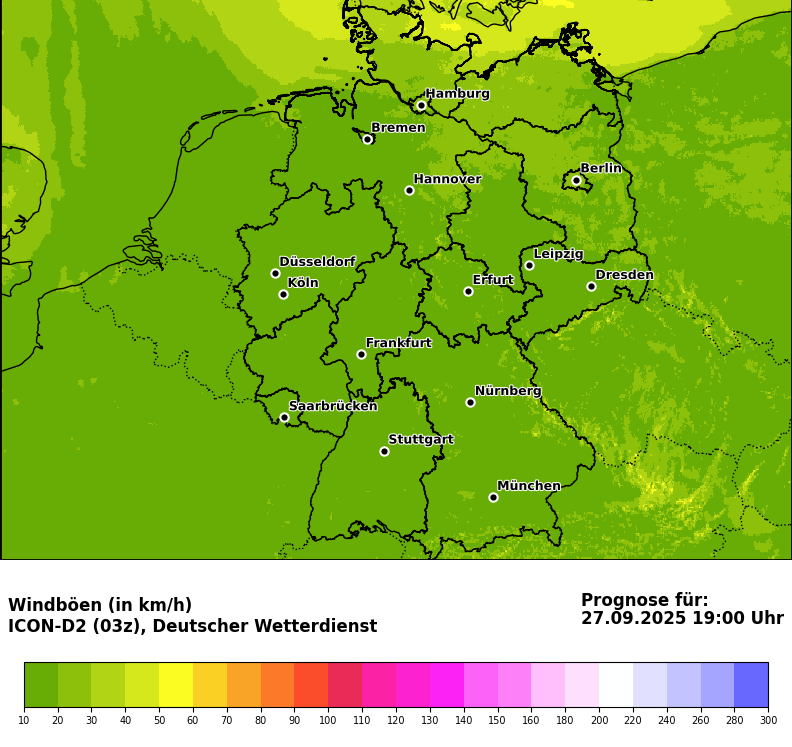 Hamburg
Bremen
Berlin
Hannover
Leipzig
Düsseldorf
Dresden
Erfurt
Köln
Frankfurt
Nürnberg
Saarbrücken
Stuttgart
München
Windböen (in km/h)
ICON-D2 (03z), Deutscher Wetterdienst
Prognose für:
27.09.2025 19:00 Uhr
10 20 30 40 50 60 70 80 90 100 110 120 130 140 150 160 180 200 220 240 260 280 300